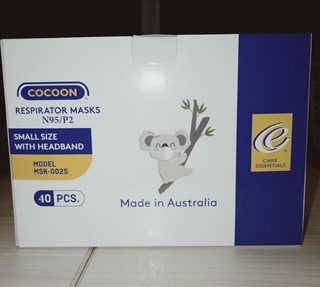 COCOON
RESPIRATOR MASKS
N95/P2
SMALL SIZE
WITH HEADBAND
MODEL
MSK-002S
40 PCS.
Made in Australia
e
TM
CARE
ESSENTIALS